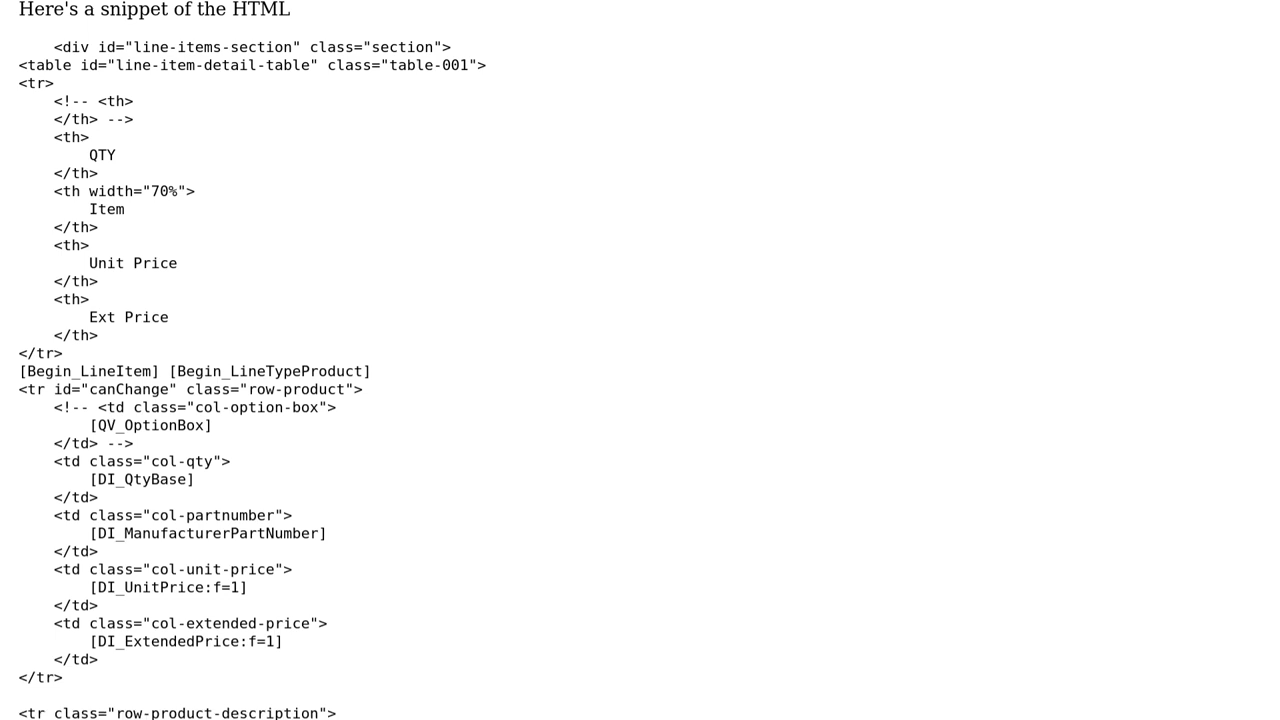 Here's a snippet of the HTML
    <div id="line-items-section" class="section">
<table id="line-item-detail-table" class="table-001">
<tr>
    <!-- <th>
    </th> -->
    <th>
        QTY
    </th>
    <th width="70%">
        Item
    </th>
    <th>
        Unit Price
    </th>
    <th>
        Ext Price
    </th>
</tr>
[Begin_LineItem] [Begin_LineTypeProduct]
<tr id="canChange" class="row-product">
    <!-- <td class="col-option-box">
        [QV_OptionBox]
    </td> -->
    <td class="col-qty">
        [DI_QtyBase]
    </td>
    <td class="col-partnumber">
        [DI_ManufacturerPartNumber]
    </td>
    <td class="col-unit-price">
        [DI_UnitPrice:f=1]
    </td>
    <td class="col-extended-price">
        [DI_ExtendedPrice:f=1]
    </td>
</tr>
<tr class="row-product-description">